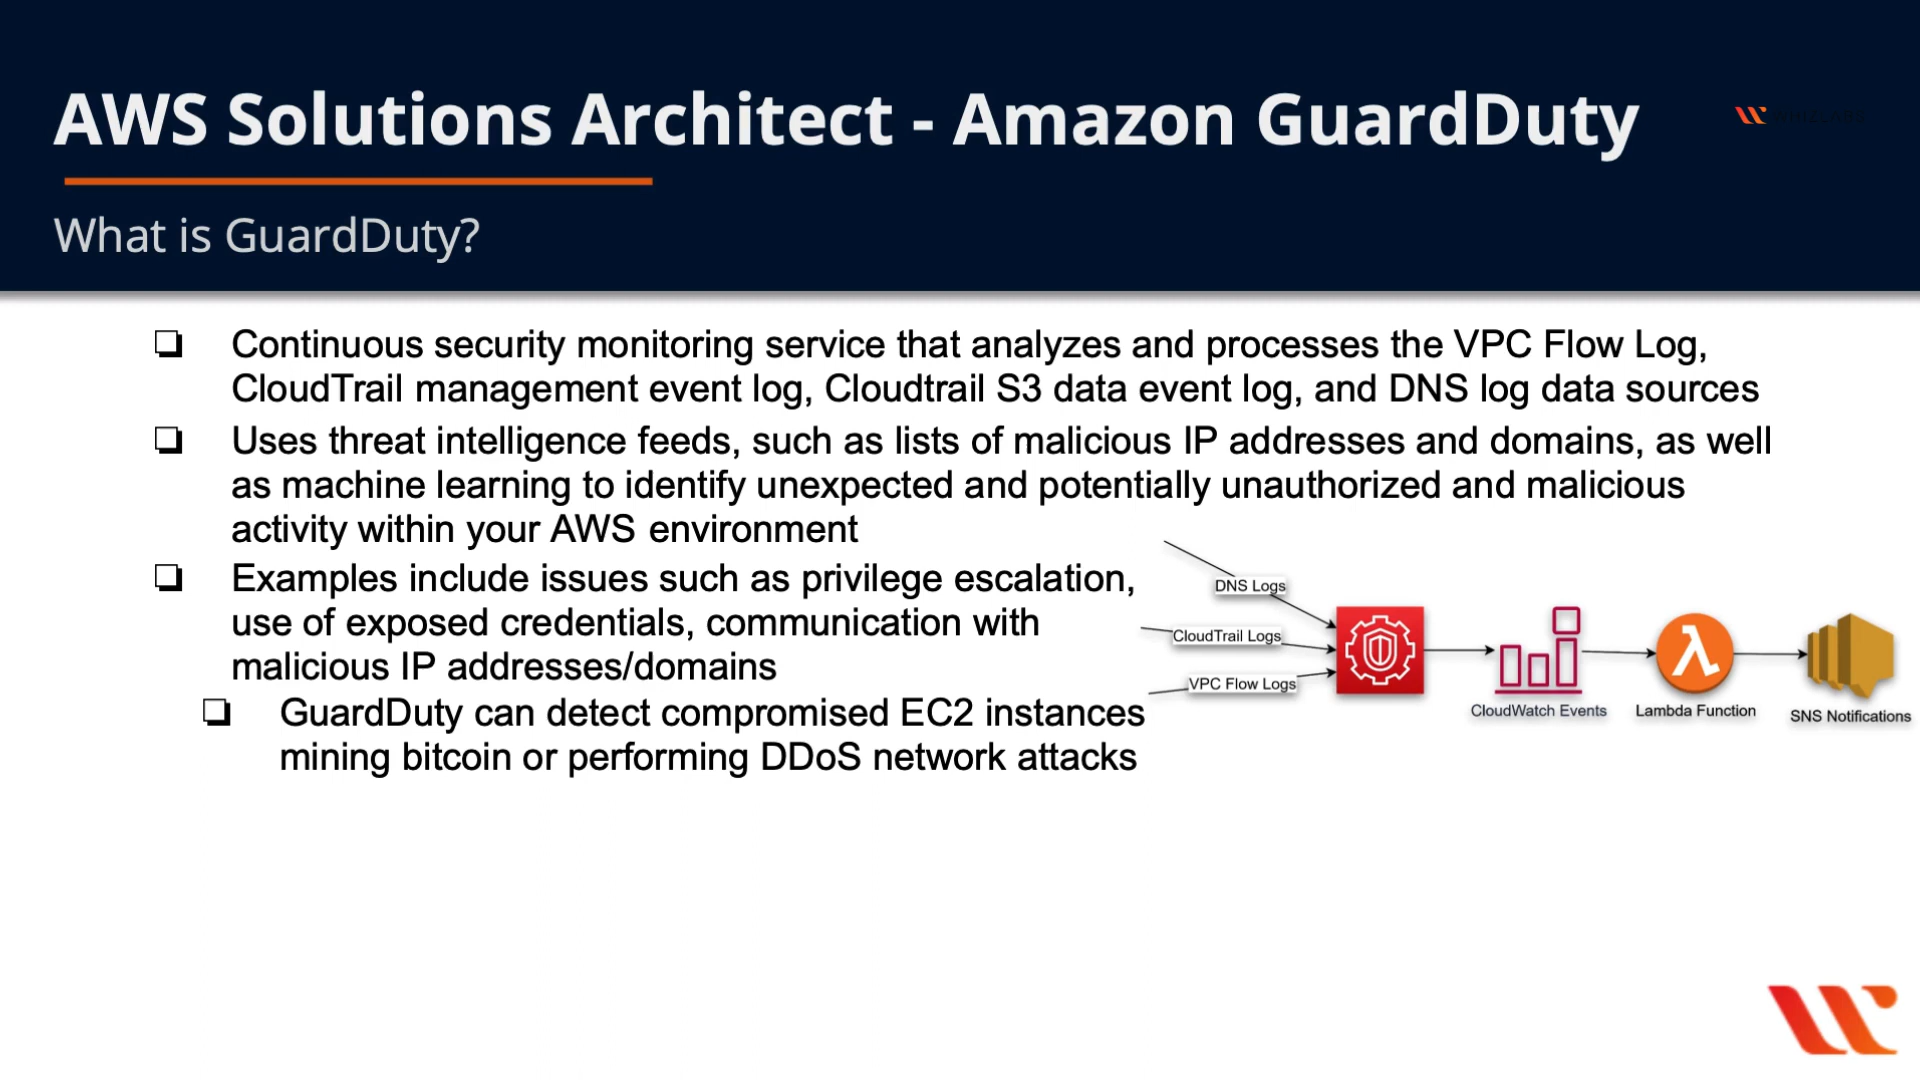 AWS Solutions Architect - Amazon GuardDuty
WHIZLABS
What is GuardDuty?
❏ Continuous security monitoring service that analyzes and processes the VPC Flow Log,
CloudTrail management event log, Cloudtrail S3 data event log, and DNS log data sources
❏ Uses threat intelligence feeds, such as lists of malicious IP addresses and domains, as well
as machine learning to identify unexpected and potentially unauthorized and malicious
activity within your AWS environment
❏ Examples include issues such as privilege escalation,
use of exposed credentials, communication with
malicious IP addresses/domains
❏ GuardDuty can detect compromised EC2 instances
mining bitcoin or performing DDoS network attacks
DNS Logs
CloudTrail Logs
VPC Flow Logs
CloudWatch Events
Lambda Function
SNS Notifications